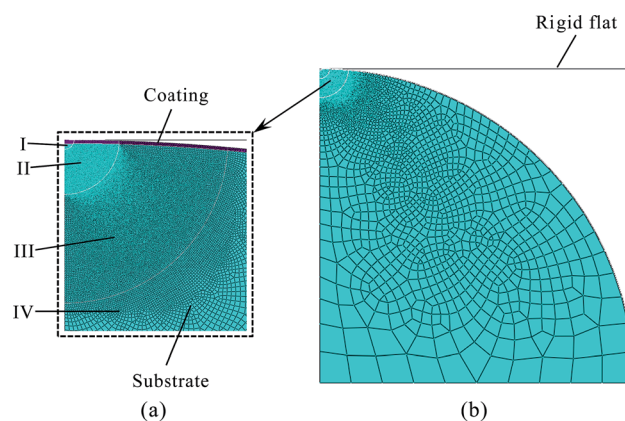 Rigid flat
Coating
I
II
III
IV
Substrate
(a)
(b)